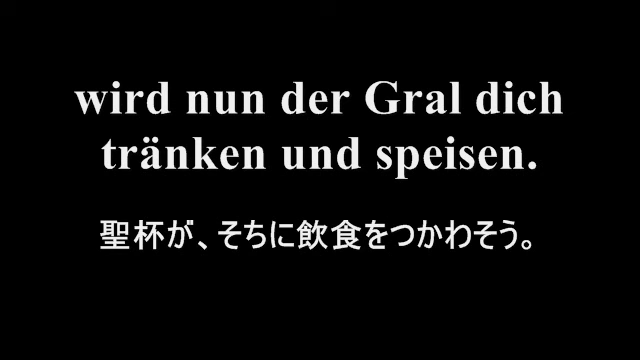 wird nun der Gral dich
tränken und speisen.
聖杯が、そちに飲食をつかわそう。